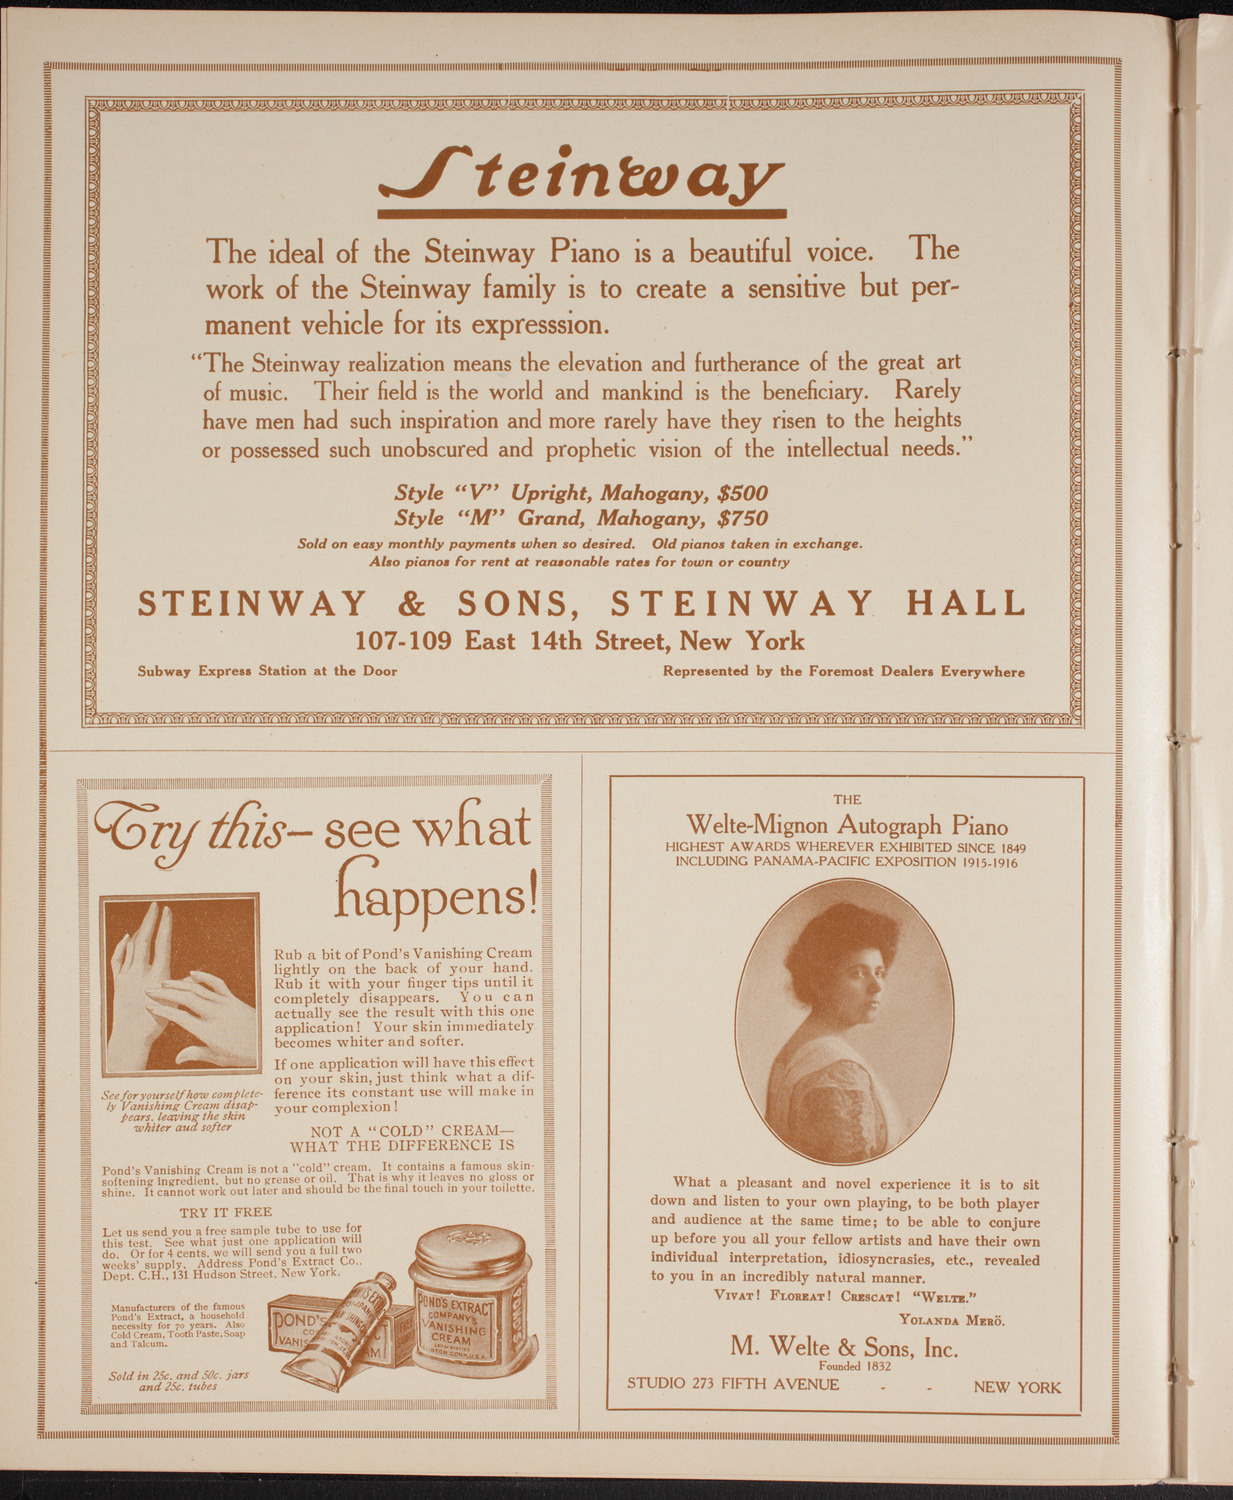 Steinway
The ideal of the Steinway Piano is a beautiful voice. The
work of the Steinway family is to create a sensitive but per-
manent vehicle for its expresssion.
“The Steinway realization means the elevation and furtherance of the great art
of music. Their field is the world and mankind is the beneficiary. Rarely
have men had such inspiration and more rarely have they risen to the heights
or possessed such unobscured and prophetic vision of the intellectual needs.”
Style “V” Upright, Mahogany, $500
Style “M” Grand, Mahogany, $750
Sold on easy monthly payments when so desired. Old pianos taken in exchange.
Also pianos for rent at reasonable rates for town or country
STEINWAY & SONS, STEINWAY HALL
107-109 East 14th Street, New York
Subway Express Station at the Door
Represented by the Foremost Dealers Everywhere
Try this—see what
happens!
Rub a bit of Pond's Vanishing Cream
lightly on the back of your hand.
Rub it with your finger tips until it
completely disappears. You can
actually see the result with this one
application! Your skin immediately
becomes whiter and softer.
If one application will have this effect
on your skin, just think what a dif-
ference its constant use will make in
your complexion!
See for yourself how complete-
ly Vanishing Cream disap-
pears, leaving the skin
whiter and softer
NOT A “COLD” CREAM—
WHAT THE DIFFERENCE IS
Pond's Vanishing Cream is not a "cold" cream. It contains a famous skin-
softening ingredient, but no grease or oil. That is why it leaves no gloss or
shine. It cannot work out later and should be the final touch in your toilette.
TRY IT FREE
Let us send you a free sample tube to use for
this test. See what just one application will
do. Or for 4 cents, we will send you a full two
weeks' supply. Address Pond's Extract Co.,
Dept. C.H., 131 Hudson Street, New York.
Manufacturers of the famous
Pond's Extract, a household
necessity for 70 years. Also
Cold Cream, Tooth Paste, Soap
and Talcum.
Sold in 25c. and 50c. jars
and 25c. tubes
POND'S
VANIS
AM
POND'S EXTRACT
COMPANY'S
VANISHING
CREAM
THE
Welte-Mignon Autograph Piano
HIGHEST AWARDS WHEREVER EXHIBITED SINCE 1849
INCLUDING PANAMA-PACIFIC EXPOSITION 1915-1916
What a pleasant and novel experience it is to sit
down and listen to your own playing, to be both player
and audience at the same time; to be able to conjure
up before you all your fellow artists and have their own
individual interpretation, idiosyncrasies, etc., revealed
to you in an incredibly natural manner.
VIVAT! FLOREAT! CRESCAT! “WELTE.”
YOLANDA MERÖ.
M. Welte & Sons, Inc.
Founded 1832
STUDIO 273 FIFTH AVENUE - - NEW YORK